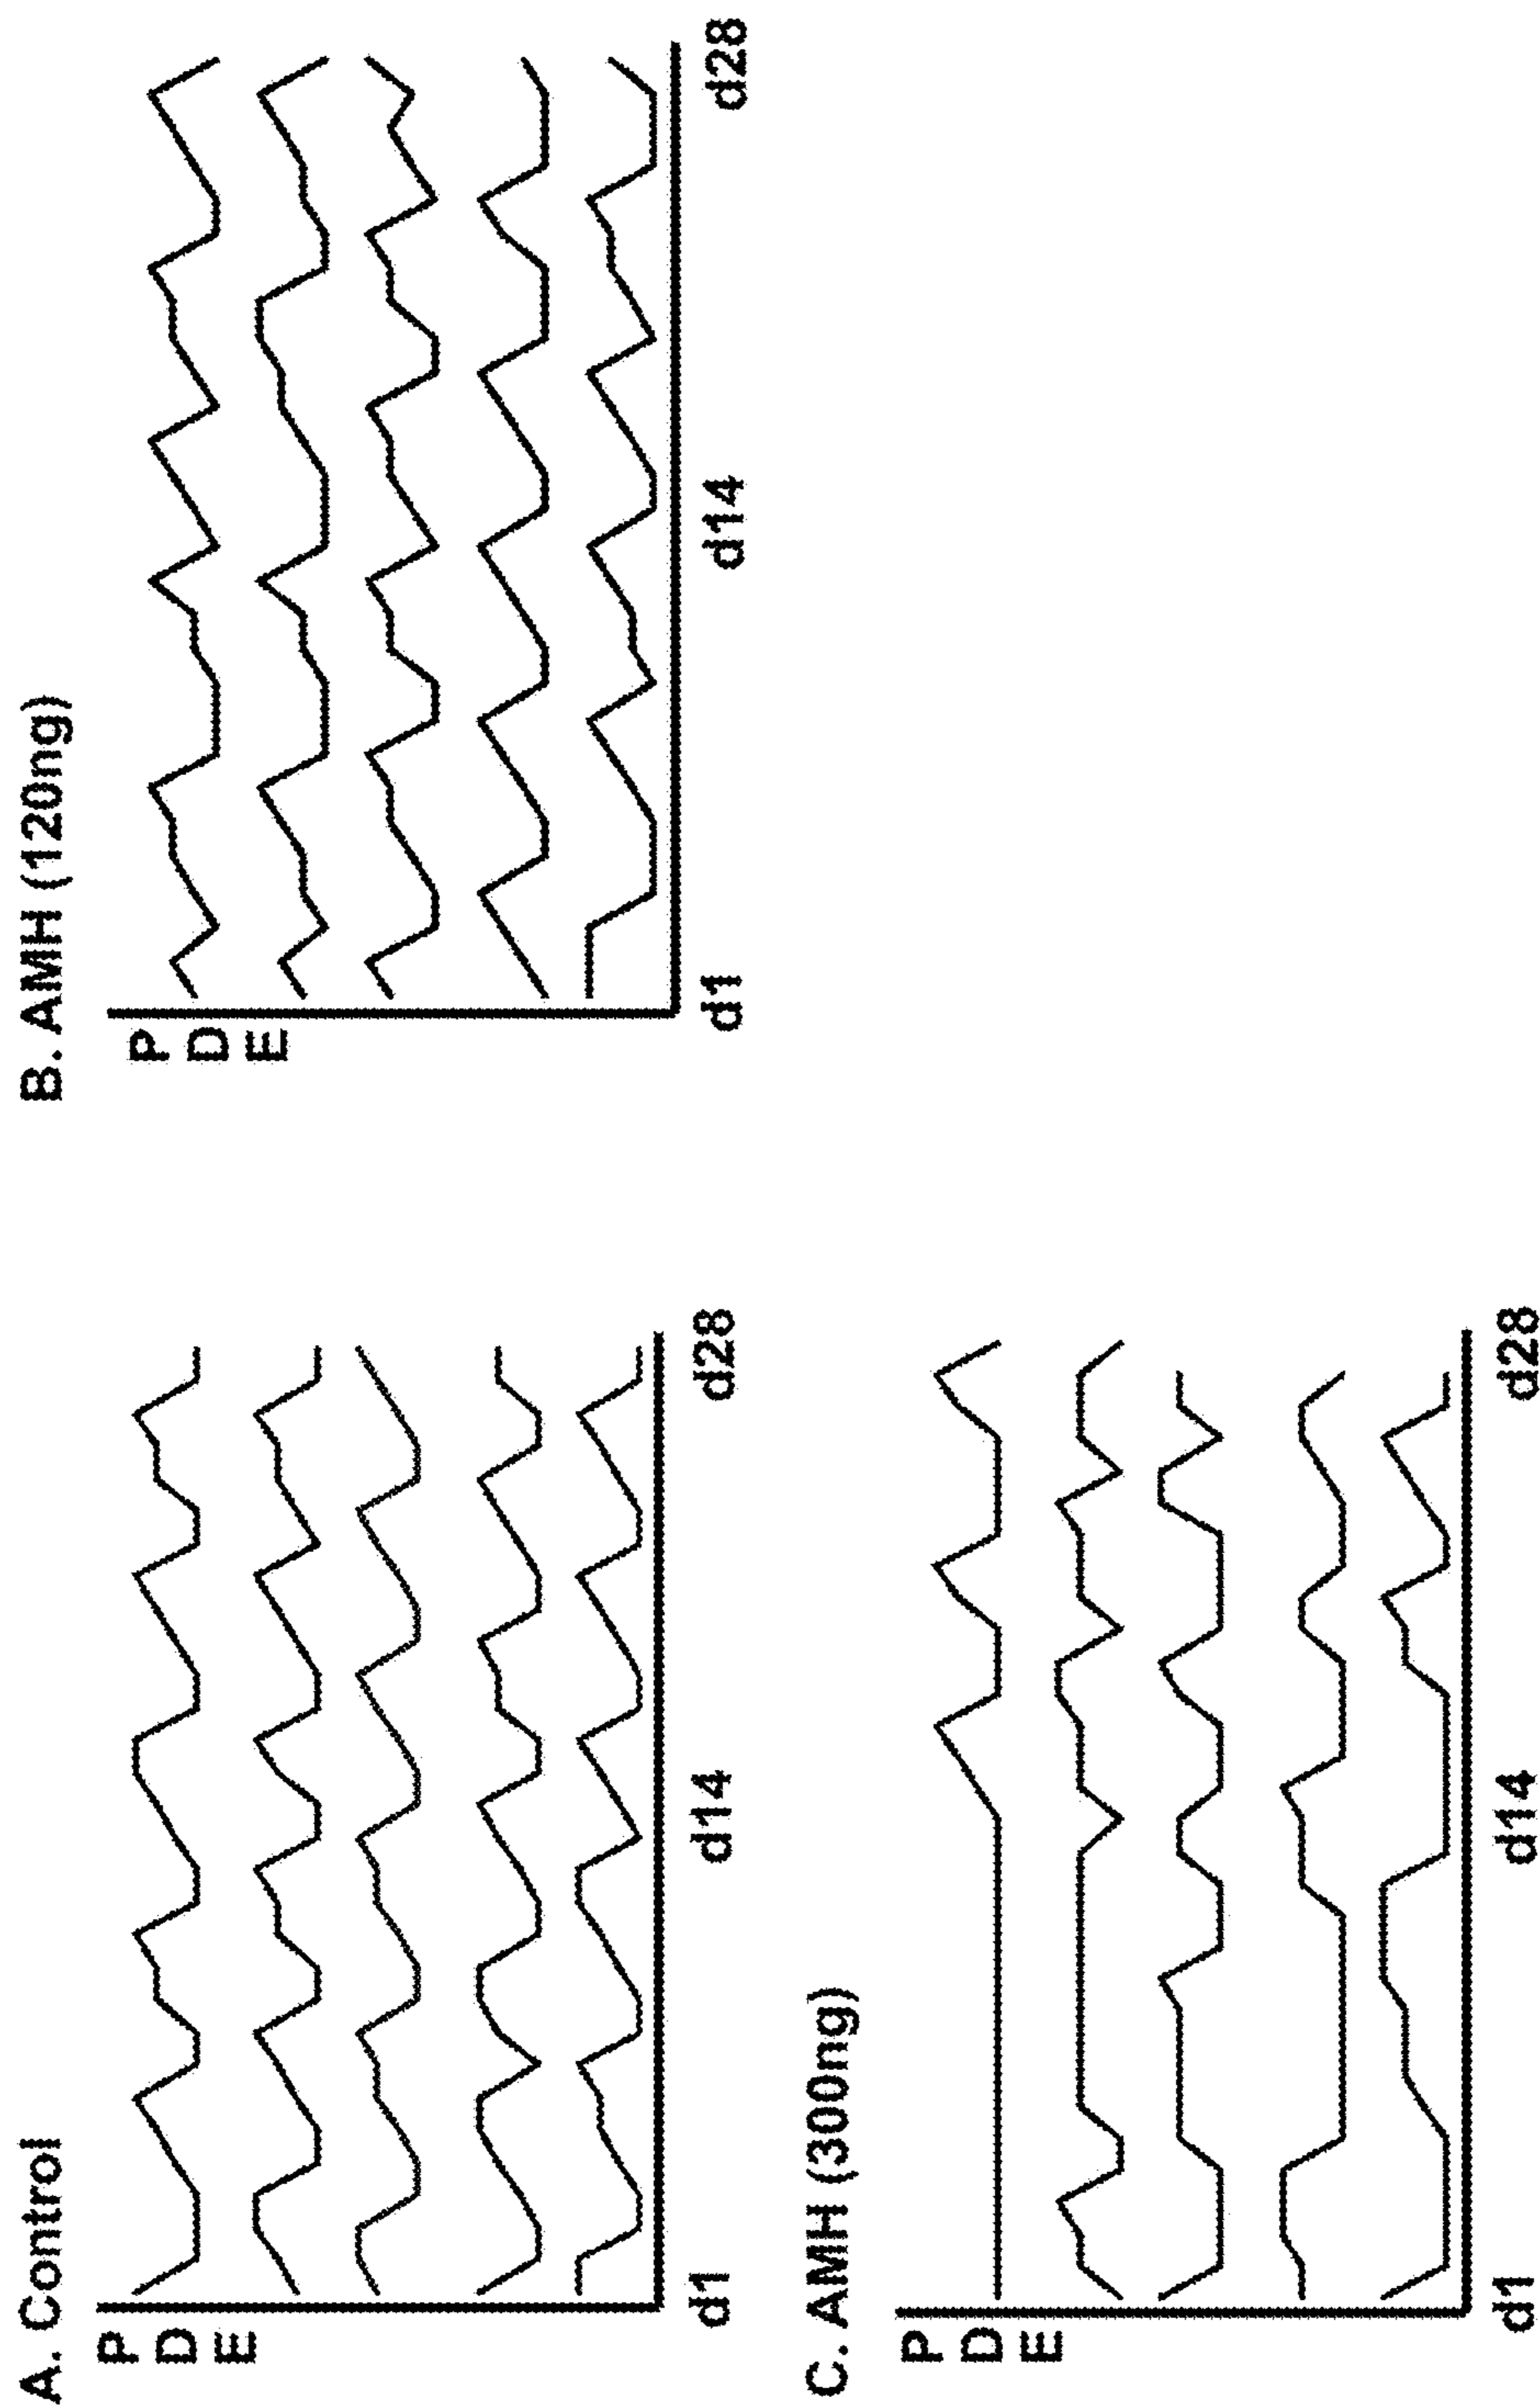 A. Control
P
D
E
d1 d14 d28
B. AMH (120ng)
P
D
E
d1 d14 d28
C. AMH (300ng)
P
D
E
d1 d14 d28